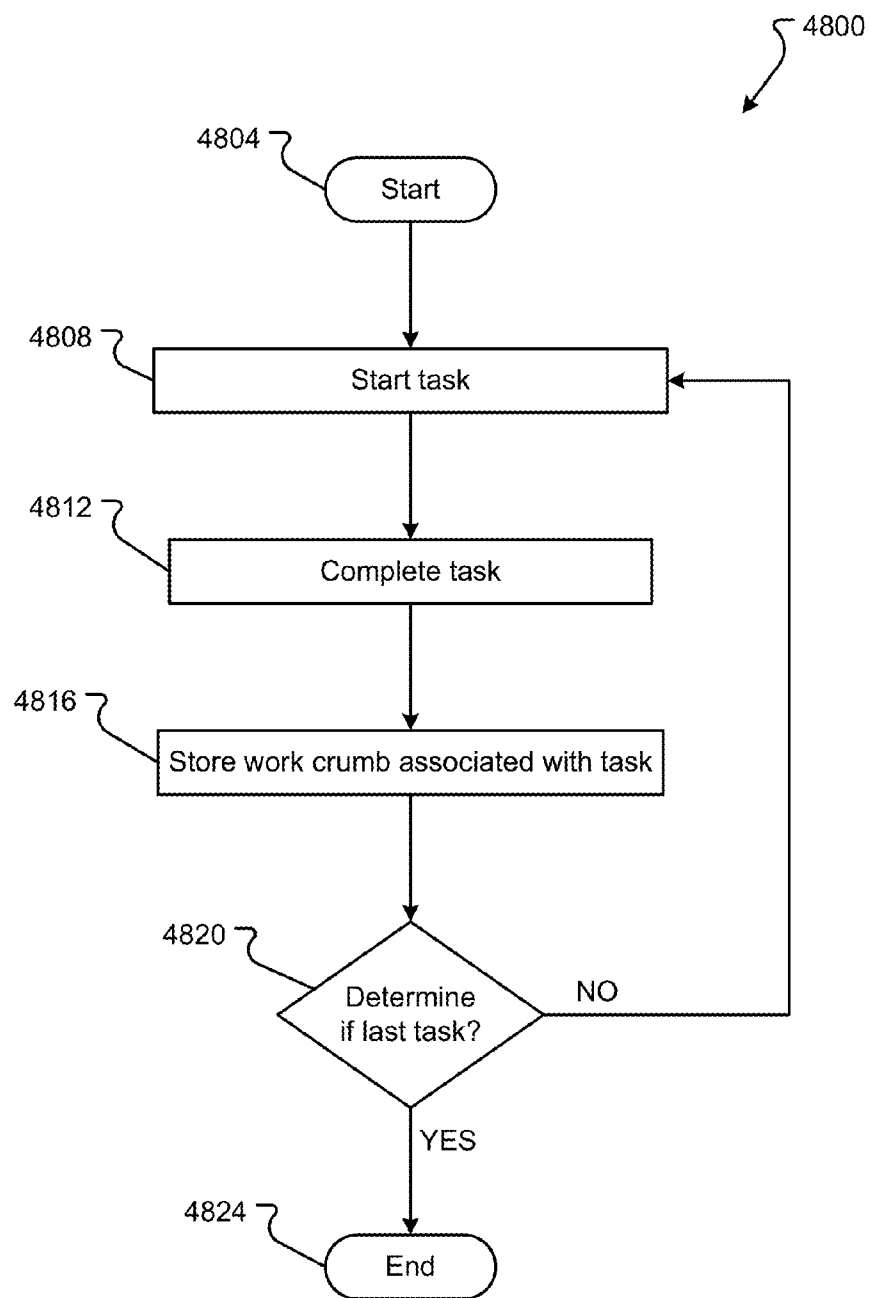 4800
4804
Start
4808
Start task
4812
Complete task
4816
Store work crumb associated with task
4820
Determine
if last task?
NO
YES
4824
End